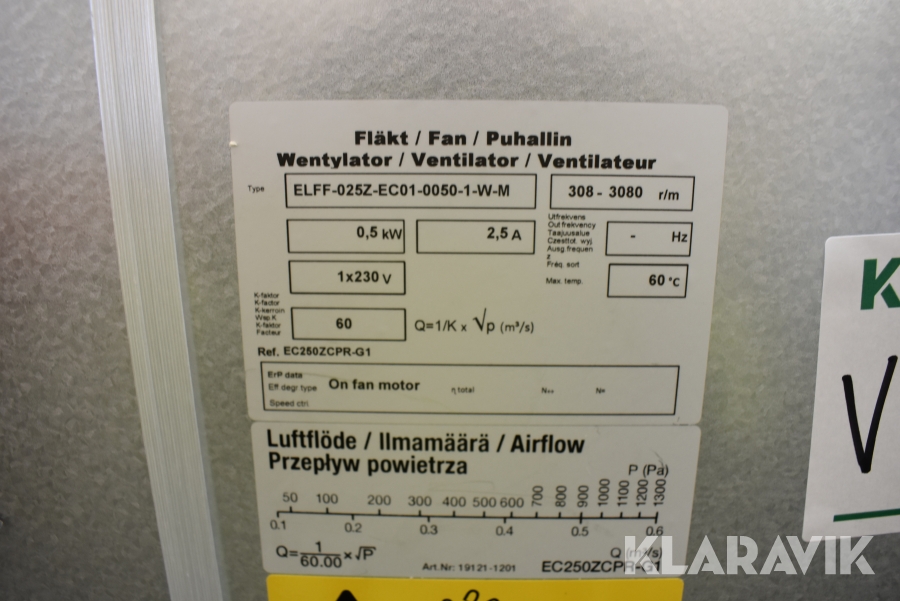 Fläkt / Fan / Puhallin
Wentylator / Ventilator / Ventilateur
Type ELFF-025Z-EC01-0050-1-W-M 308 - 3080 r/m
0,5 kW 2,5 A
Utfrekvens
Out frequency
Taajuusalue
Czesttot. wyj
Ausg frequen
z
Fréq. sort
- Hz
1x230 V Max. temp. 60 °C
K-faktor
K-factor
K-kerroin
Wsp.K
K-faktor
Facteur
60 Q=1/K x √p (m³/s)
Ref. EC250ZCPR-G1
ErP data
Eff degr type On fan motor η total
Speed ctrl
Luftflöde / Ilmamäärä / Airflow
Przepływ powietrza P (Pa)
50 100 200 300 400 500 600 700 800 900 1000 1100 1200 1300
0.1 0.2 0.3 0.4 0.5 0.6
Q= 1/60.00 x √P Q (m³/s)
Art.Nr: 19121-1201 EC250ZCPR-G1
K
V
KLARAVIK